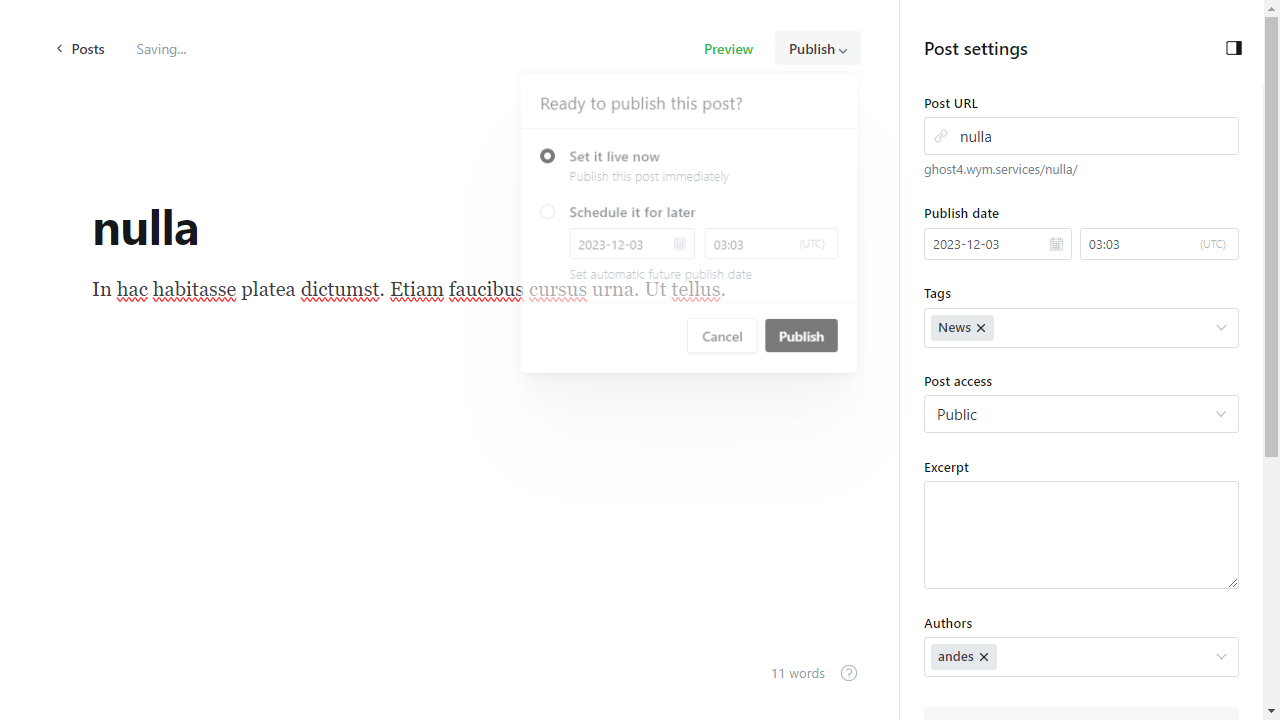 Posts
Saving...
Preview
Publish
Ready to publish this post?
Set it live now
Publish this post immediately
Schedule it for later
2023-12-03
03:03
(UTC)
Set automatic future publish date
Cancel
Publish
nulla
In hac habitasse platea dictumst. Etiam faucibus cursus urna. Ut tellus.
11 words
?
Post settings
Post URL
nulla
ghost4.wym.services/nulla/
Publish date
2023-12-03
03:03
(UTC)
Tags
News
Post access
Public
Excerpt
Authors
andes